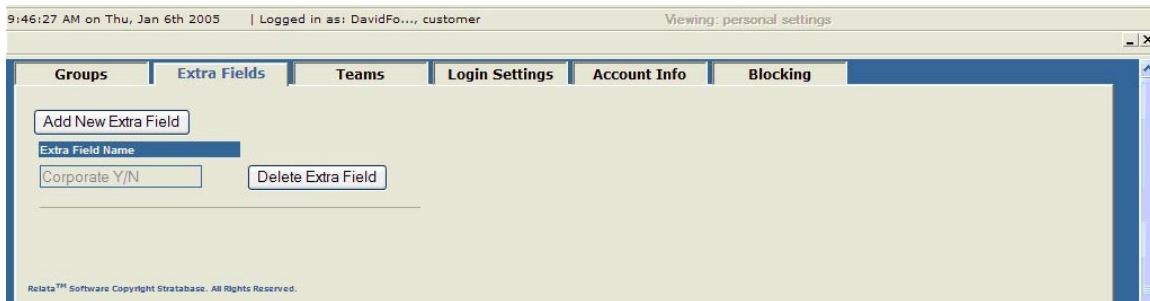 9:46:27 AM on Thu, Jan 6th 2005 | Logged in as: DavidFo..., customer Viewing: personal settings
Groups Extra Fields Teams Login Settings Account Info Blocking
Add New Extra Field
Extra Field Name
Corporate Y/N Delete Extra Field
Relata™ Software Copyright Stratabase. All Rights Reserved.